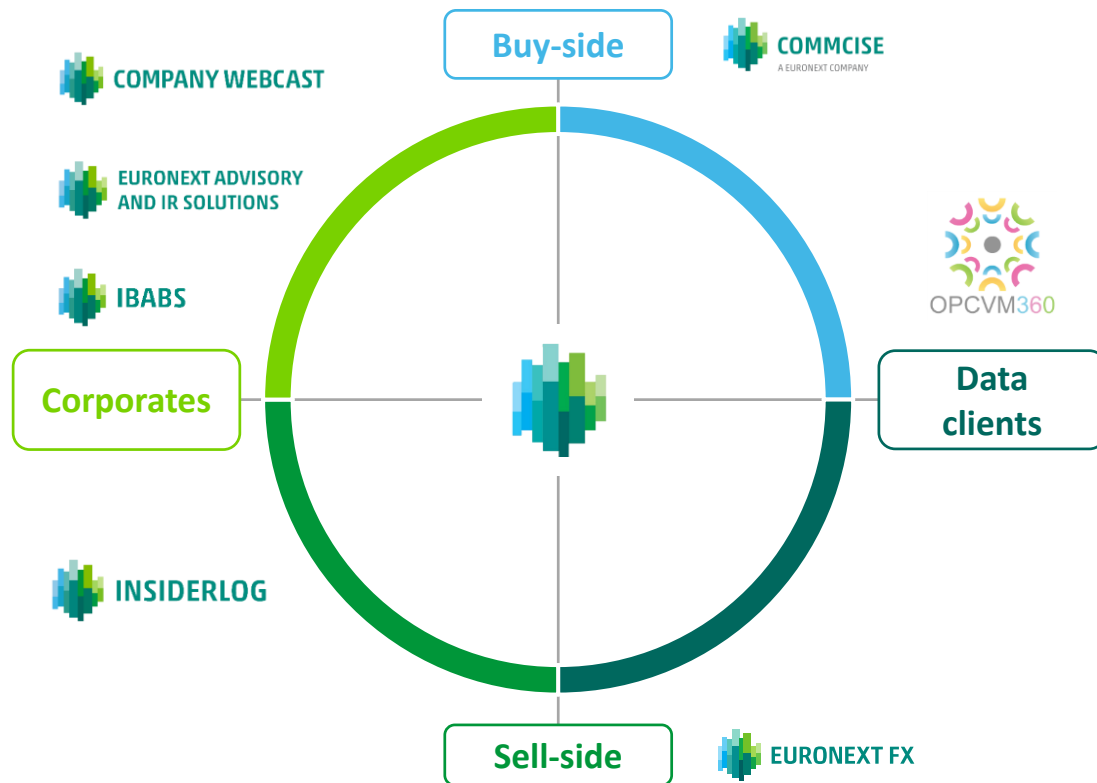 Buy-side
COMMCISE
A EURONEXT COMPANY
COMPANY WEBCAST
EURONEXT ADVISORY
AND IR SOLUTIONS
IBABS
OPCVM360
Corporates
Data
clients
INSIDERLOG
Sell-side
EURONEXT FX